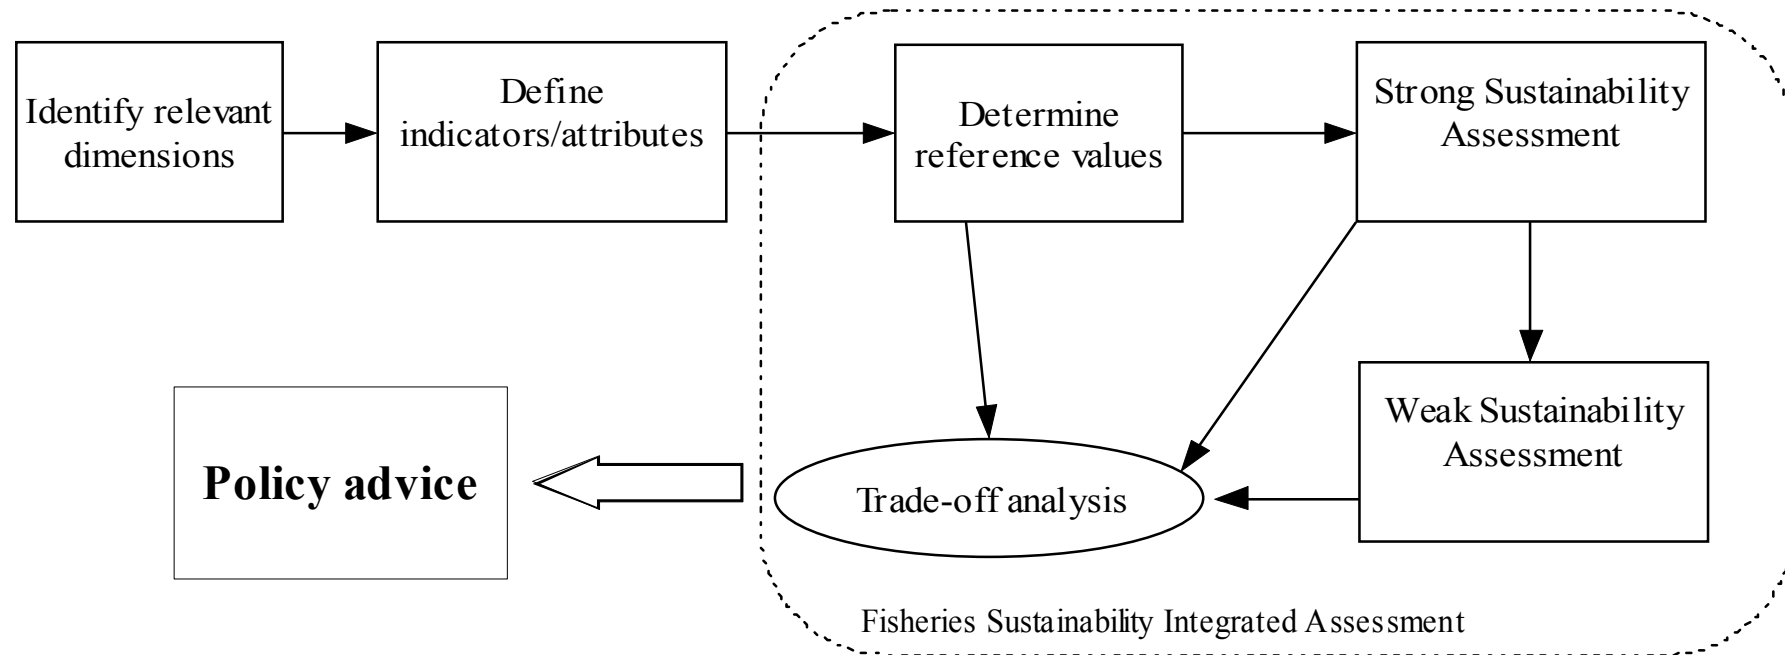 Identify relevant
dimensions
Define
indicators/attributes
Determine
reference values
Strong Sustainability
Assessment
Weak Sustainability
Assessment
Trade-off analysis
Policy advice
Fisheries Sustainability Integrated Assessment